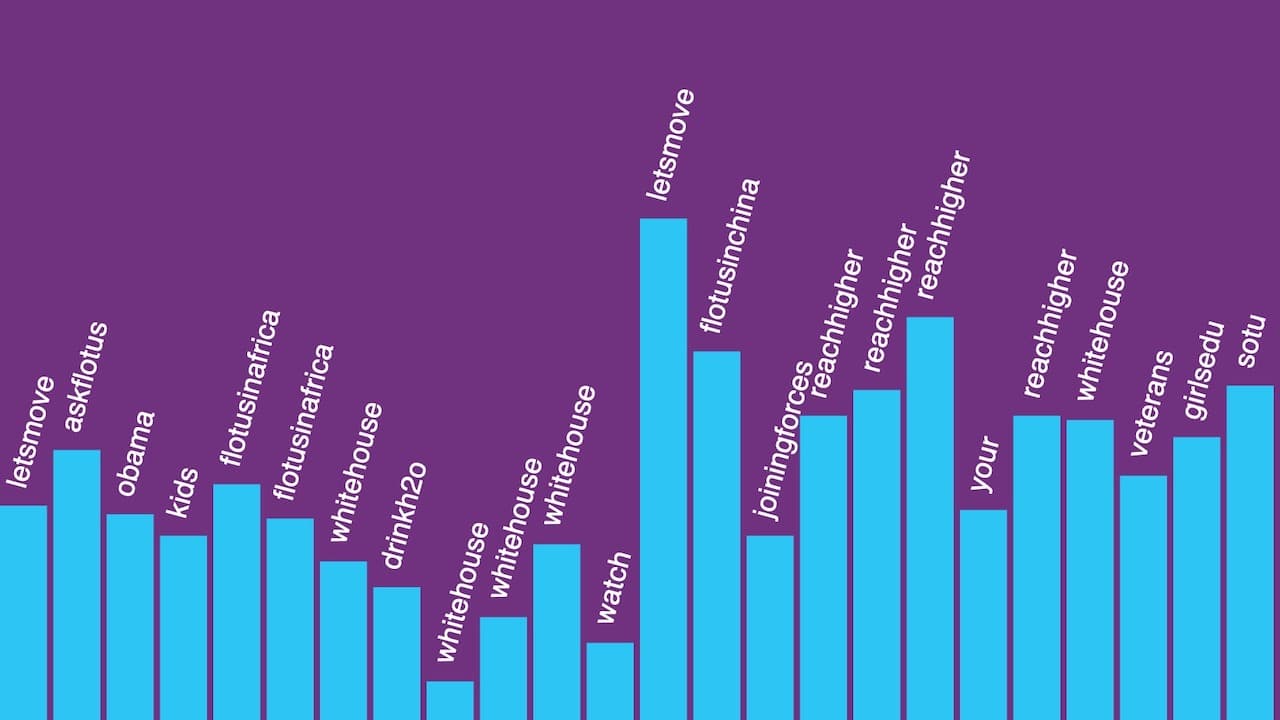 letsmove
askflotus
obama
kids
flotusinafrica
flotusinafrica
whitehouse
drinkh2o
whitehouse
whitehouse
whitehouse
watch
letsmove
flotusinchina
joiningforces
reachhigher
reachhigher
reachhigher
your
reachhigher
whitehouse
veterans
girlsedu
sotu